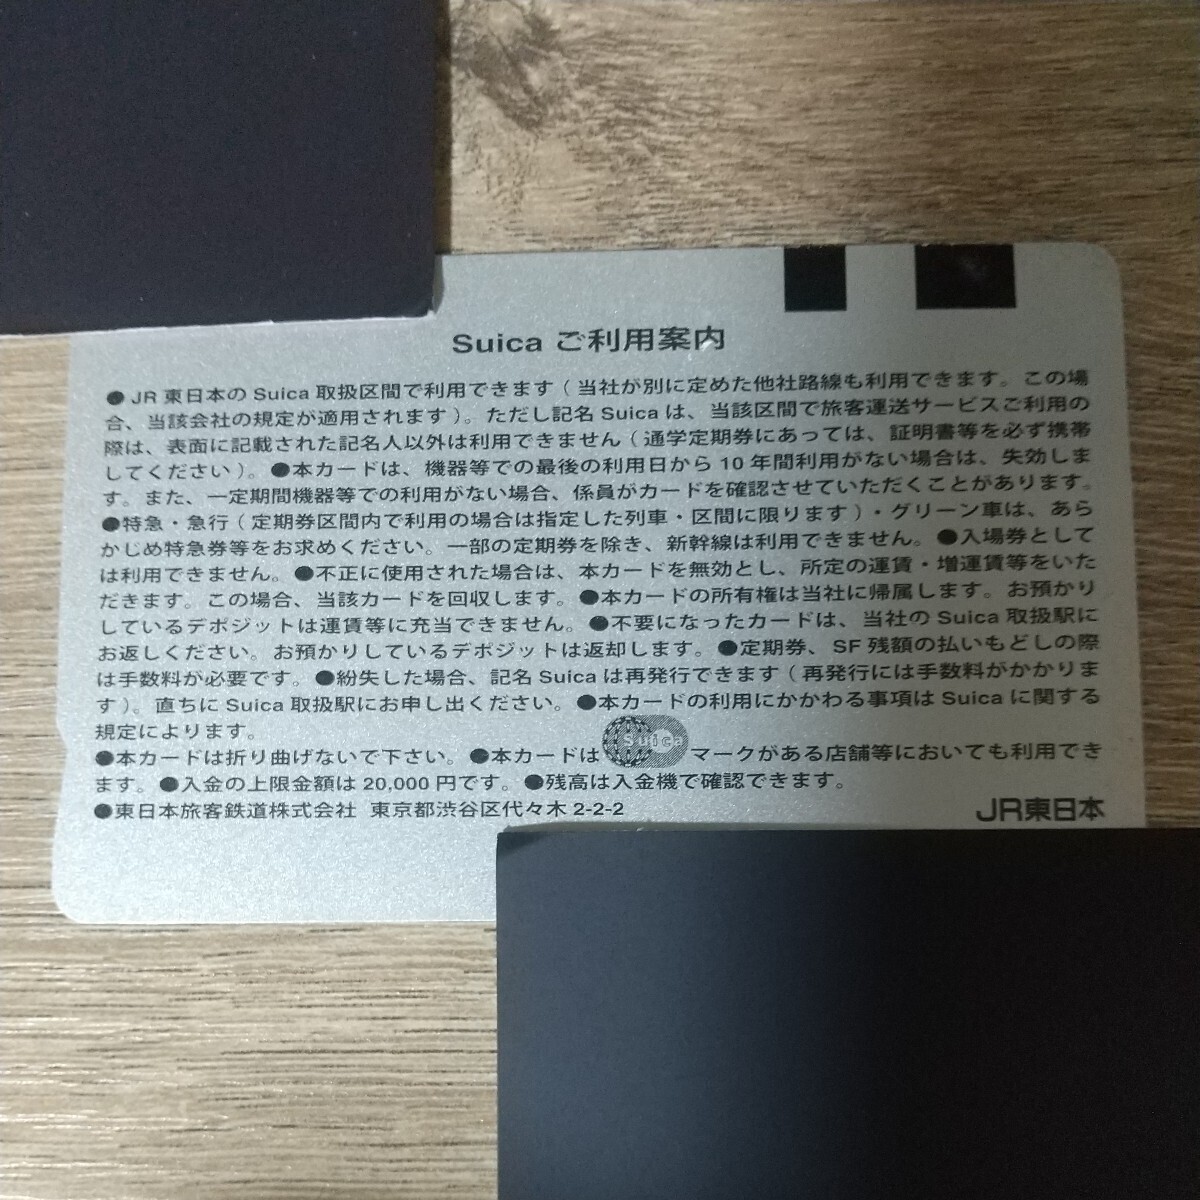 Suica ご利用案内
●JR東日本のSuica取扱区間で利用できます（当社が別に定めた他社路線も利用できます。この場
合、当該会社の規定が適用されます）。ただし記名Suicaは、当該区間で旅客運送サービスご利用の
際は、表面に記載された記名人以外は利用できません（通学定期券にあっては、証明書等を必ず携帯
してください）。●本カードは、機器等での最後の利用日から10年間利用がない場合は、失効しま
す。また、一定期間機器等での利用がない場合、係員がカードを確認させていただくことがあります。
●特急・急行（定期券区間内で利用の場合は指定した列車・区間に限ります）・グリーン車は、あら
かじめ特急券等をお求めください。一部の定期券を除き、新幹線は利用できません。●入場券として
は利用できません。●不正に使用された場合は、本カードを無効とし、所定の運賃・増運賃等をいた
だきます。この場合、当該カードを回収します。●本カードの所有権は当社に帰属します。お預かり
しているデポジットは運賃等に充当できません。●不要になったカードは、当社のSuica取扱駅に
お返しください。お預かりしているデポジットは返却します。●定期券、SF残額の払いもどしの際
は手数料が必要です。●紛失した場合、記名Suicaは再発行できます（再発行には手数料がかかりま
す）。直ちにSuica取扱駅にお申し出ください。●本カードの利用にかかわる事項はSuicaに関する
規定によります。
●本カードは折り曲げないで下さい。●本カードは Suica マークがある店舗等においても利用でき
ます。●入金の上限金額は20,000円です。●残高は入金機で確認できます。
●東日本旅客鉄道株式会社 東京都渋谷区代々木2-2-2
JR東日本